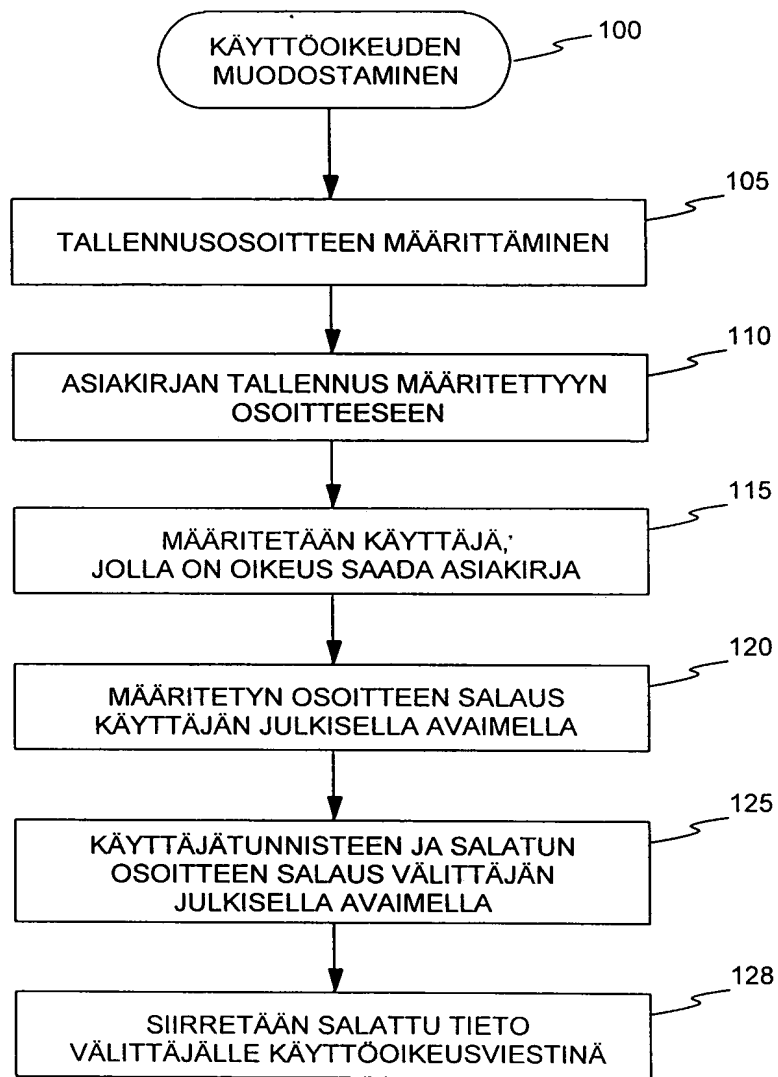 KÄYTTÖOIKEUDEN
MUODOSTAMINEN
100
105
TALLENNUSOSOITTEEN MÄÄRITTÄMINEN
110
ASIAKIRJAN TALLENNUS MÄÄRITETTYYN
OSOITTEESEEN
115
MÄÄRITETÄÄN KÄYTTÄJÄ,
JOLLA ON OIKEUS SAADA ASIAKIRJA
120
MÄÄRITETYN OSOITTEEN SALAUS
KÄYTTÄJÄN JULKISELLA AVAIMELLA
125
KÄYTTÄJÄTUNNISTEEN JA SALATUN
OSOITTEEN SALAUS VÄLITTÄJÄN
JULKISELLA AVAIMELLA
128
SIIRRETÄÄN SALATTU TIETO
VÄLITTÄJÄLLE KÄYTTÖOIKEUSVIESTINÄ